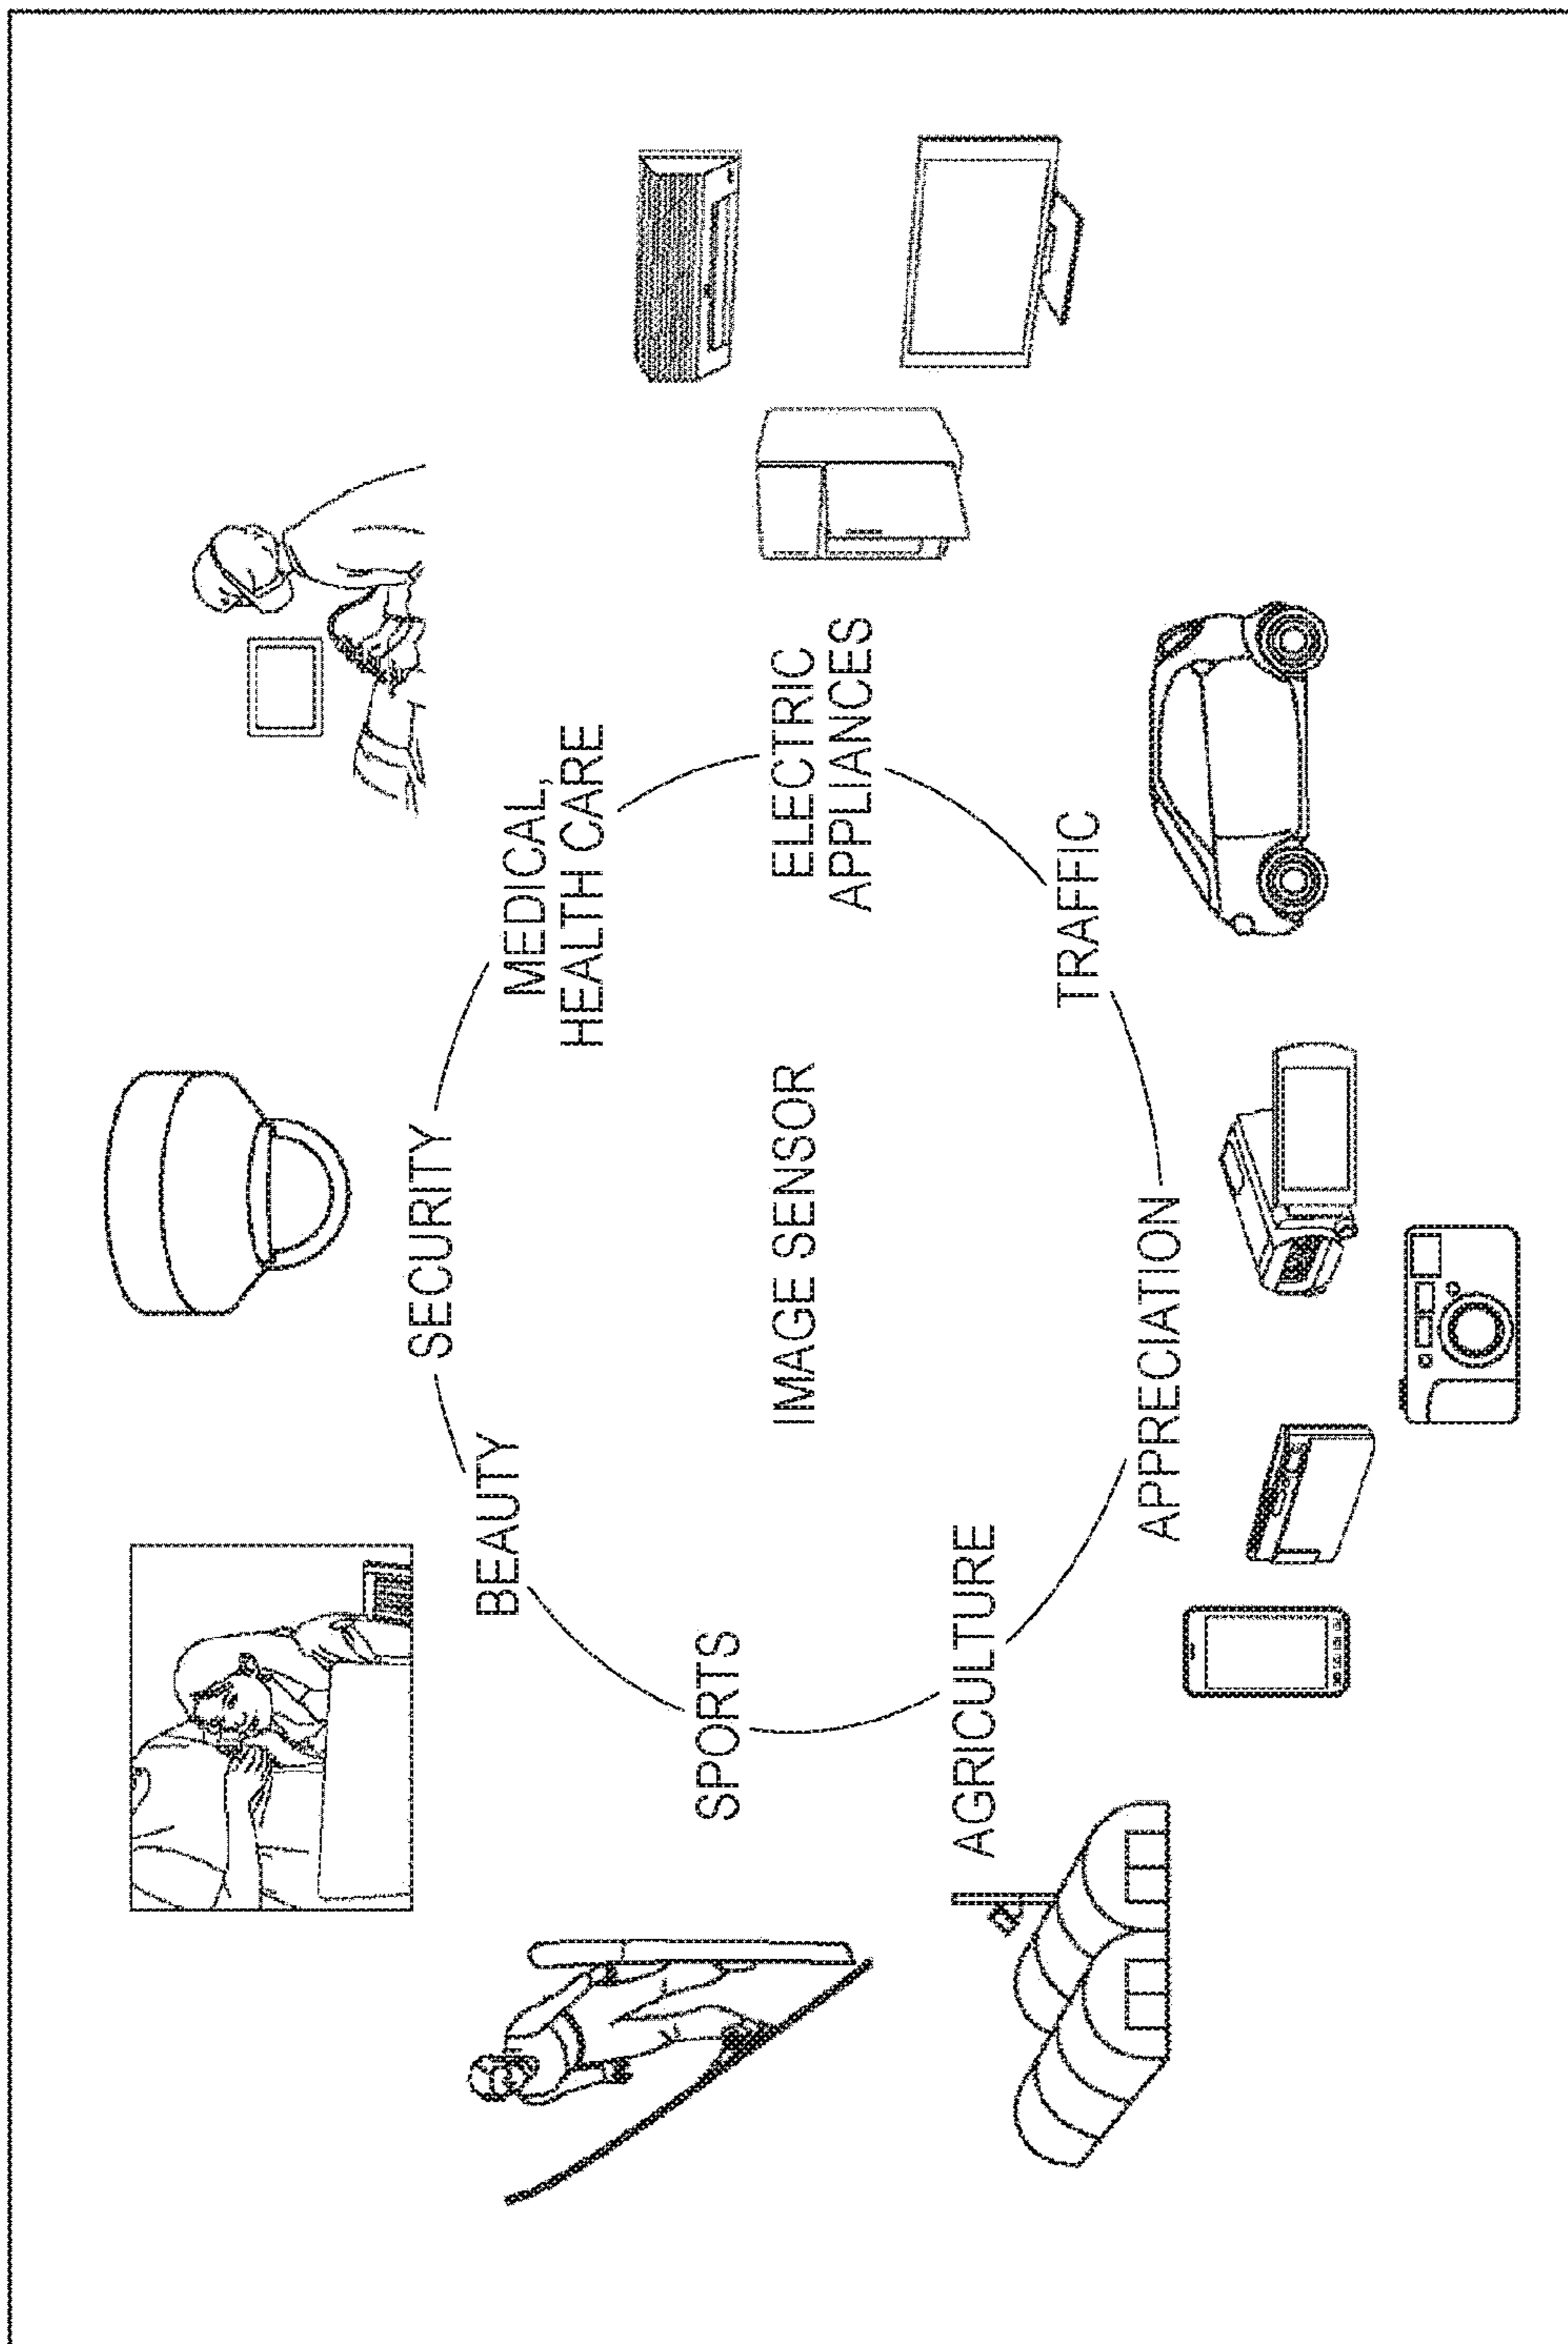 SECURITY
BEAUTY
MEDICAL,
HEALTH CARE
SPORTS
IMAGE SENSOR
ELECTRIC
APPLIANCES
AGRICULTURE
TRAFFIC
APPRECIATION